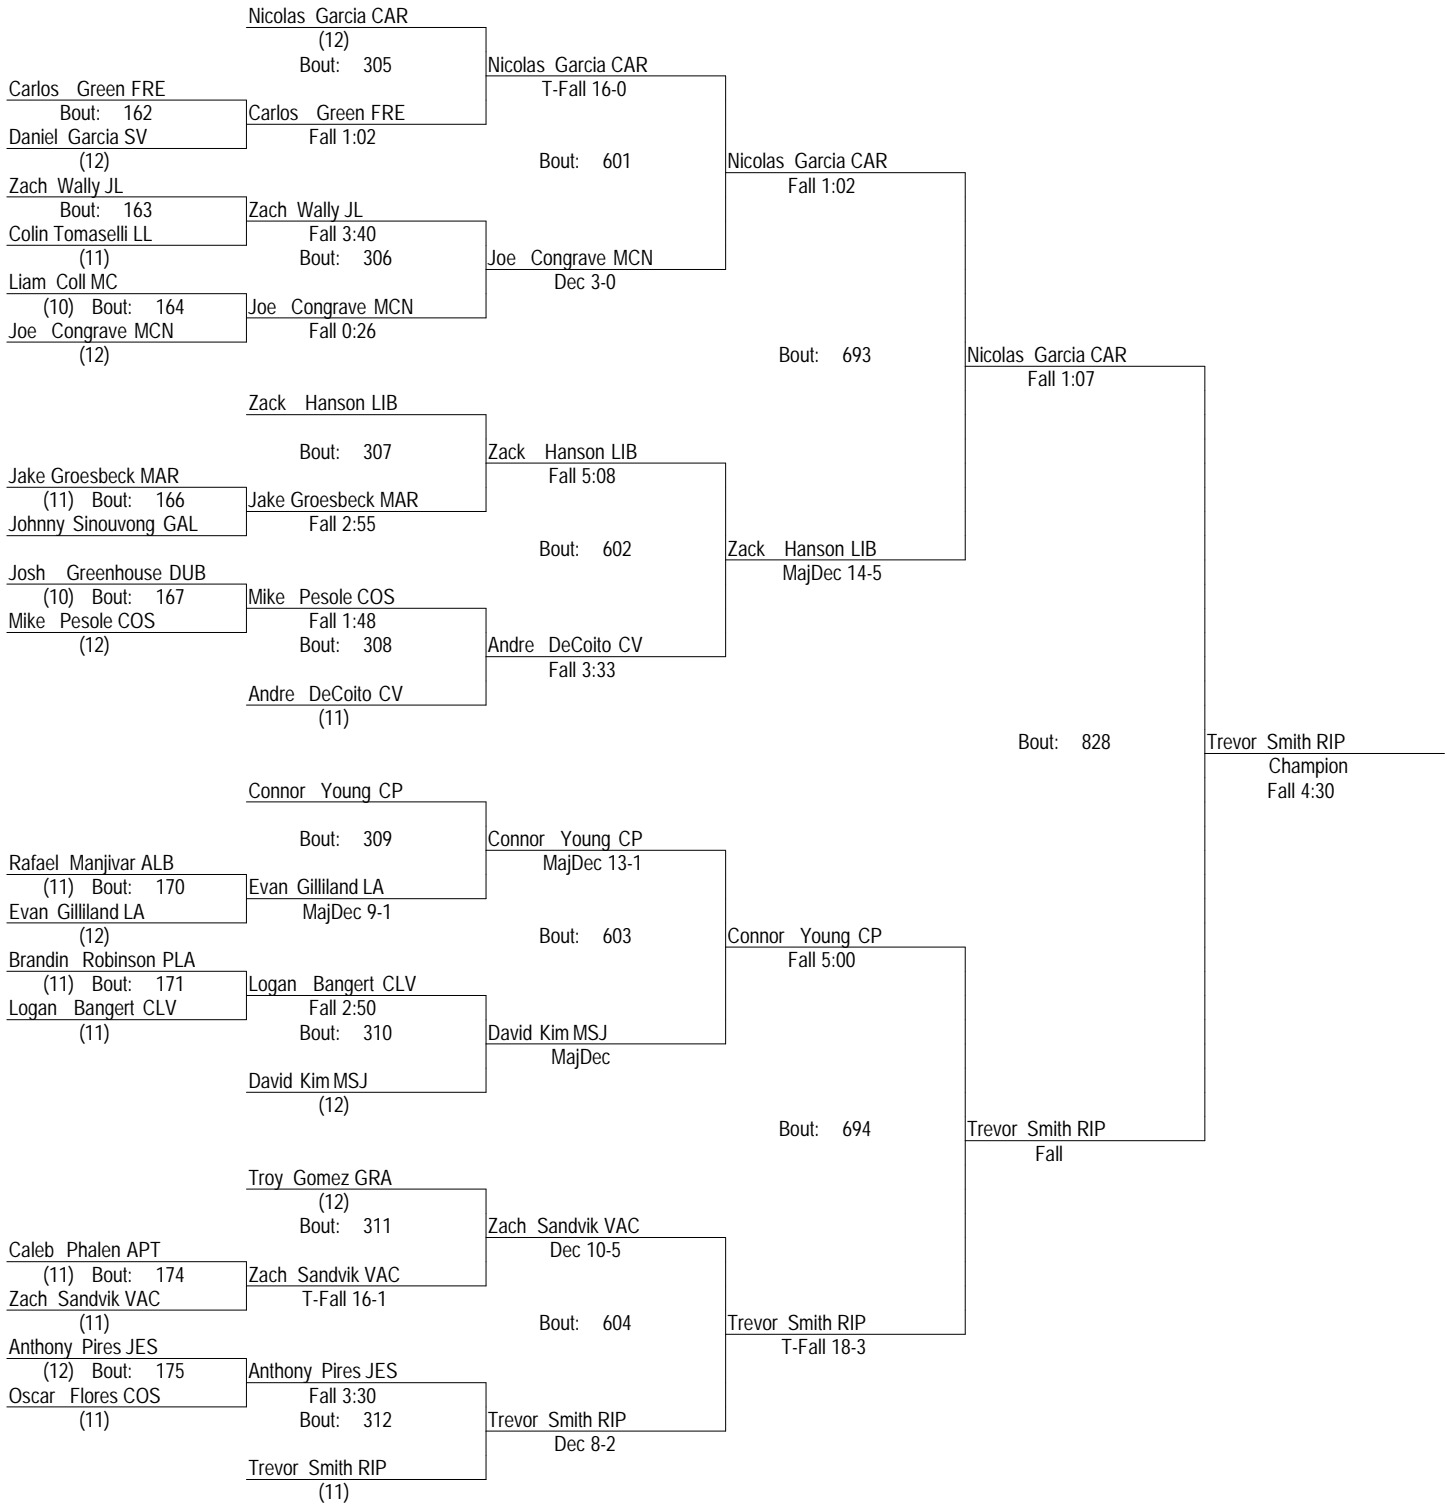 Nicolas Garcia CAR
(12)
Bout: 305
Nicolas Garcia CAR
T-Fall 16-0
Carlos Green FRE
Bout: 162
Carlos Green FRE
Daniel Garcia SV
Fall 1:02
(12)
Bout: 601
Nicolas Garcia CAR
Fall 1:02
Zach Wally JL
Bout: 163
Zach Wally JL
Colin Tomaselli LL
Fall 3:40
(11)
Bout: 306
Joe Congrave MCN
Dec 3-0
Liam Coll MC
(10) Bout: 164
Joe Congrave MCN
Joe Congrave MCN
Fall 0:26
(12)
Bout: 693
Nicolas Garcia CAR
Fall 1:07
Zack Hanson LIB
Bout: 307
Zack Hanson LIB
Fall 5:08
Jake Groesbeck MAR
(11) Bout: 166
Jake Groesbeck MAR
Johnny Sinouvong GAL
Fall 2:55
Bout: 602
Zack Hanson LIB
MajDec 14-5
Josh Greenhouse DUB
(10) Bout: 167
Mike Pesole COS
Mike Pesole COS
Fall 1:48
(12)
Bout: 308
Andre DeCoito CV
Fall 3:33
Andre DeCoito CV
(11)
Bout: 828
Trevor Smith RIP
Champion
Fall 4:30
Connor Young CP
Bout: 309
Connor Young CP
MajDec 13-1
Rafael Manjivar ALB
(11) Bout: 170
Evan Gilliland LA
Evan Gilliland LA
MajDec 9-1
(12)
Bout: 603
Connor Young CP
Fall 5:00
Brandin Robinson PLA
(11) Bout: 171
Logan Bangert CLV
Logan Bangert CLV
Fall 2:50
(11)
Bout: 310
David Kim MSJ
MajDec
David Kim MSJ
(12)
Bout: 694
Trevor Smith RIP
Fall
Troy Gomez GRA
(12)
Bout: 311
Zach Sandvik VAC
Dec 10-5
Caleb Phalen APT
(11) Bout: 174
Zach Sandvik VAC
Zach Sandvik VAC
T-Fall 16-1
(11)
Bout: 604
Trevor Smith RIP
T-Fall 18-3
Anthony Pires JES
(12) Bout: 175
Anthony Pires JES
Oscar Flores COS
Fall 3:30
(11)
Bout: 312
Trevor Smith RIP
Dec 8-2
Trevor Smith RIP
(11)